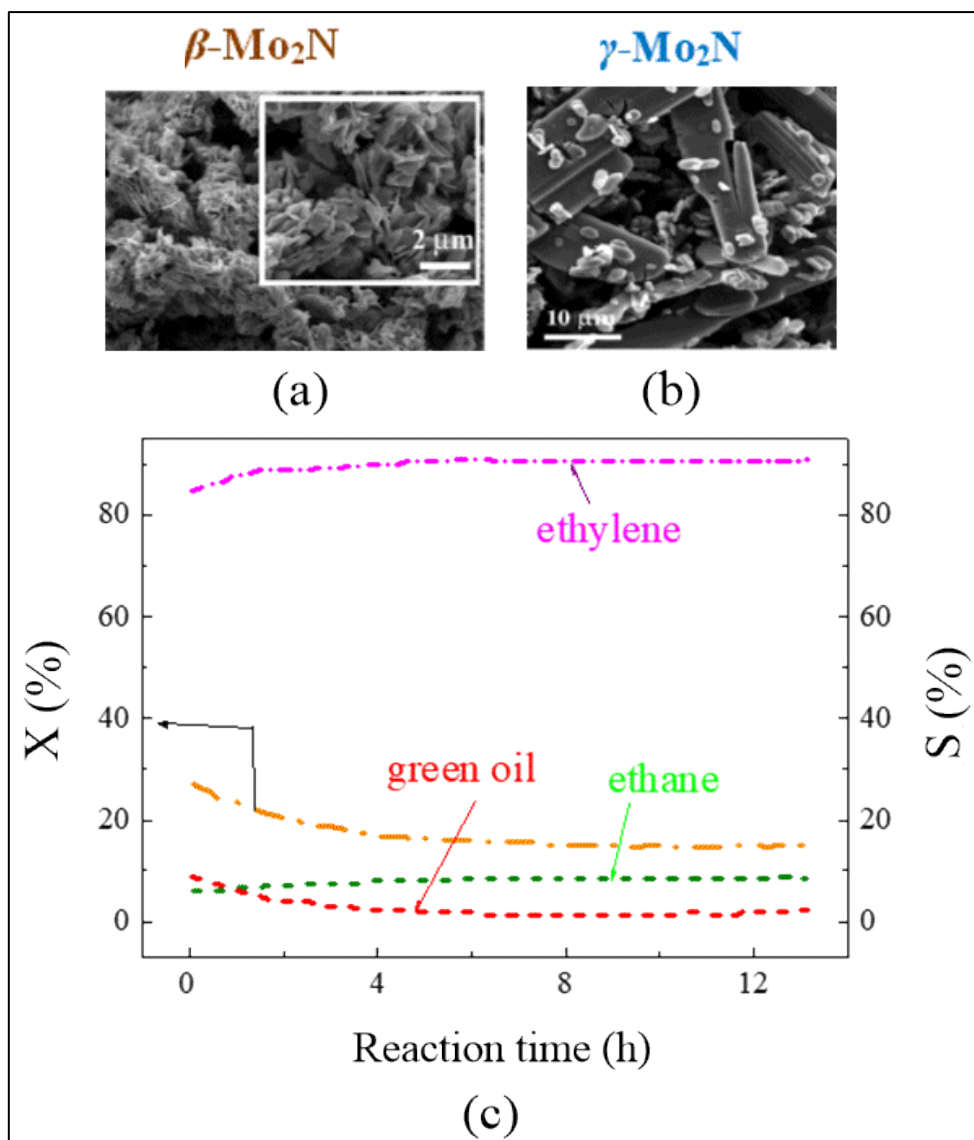 β-Mo₂N
γ-Mo₂N
2 μm
10 μm
(a)
(b)
80
60
40
20
0
X (%)
80
60
40
20
0
S (%)
ethylene
green oil
ethane
0
4
8
12
Reaction time (h)
(c)